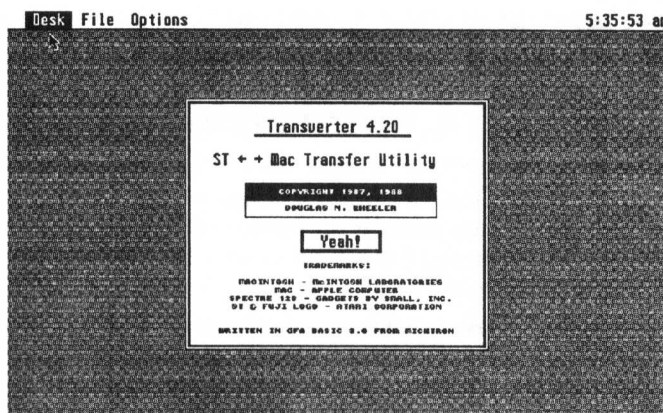 Desk File Options 5:35:53 am
Transverter 4.20
ST ← → Mac Transfer Utility
COPYRIGHT 1987, 1988
DOUGLAS M. WHEELER
Yeah!
TRADEMARKS:
MACINTOSH - McINTOSH LABORATORIES
MAC - APPLE COMPUTER
SPECTRE 128 - GADGETS BY SMALL, INC.
ST & FUJI LOGO - ATARI CORPORATION
WRITTEN IN GFA BASIC 3.0 FROM MICHTRON